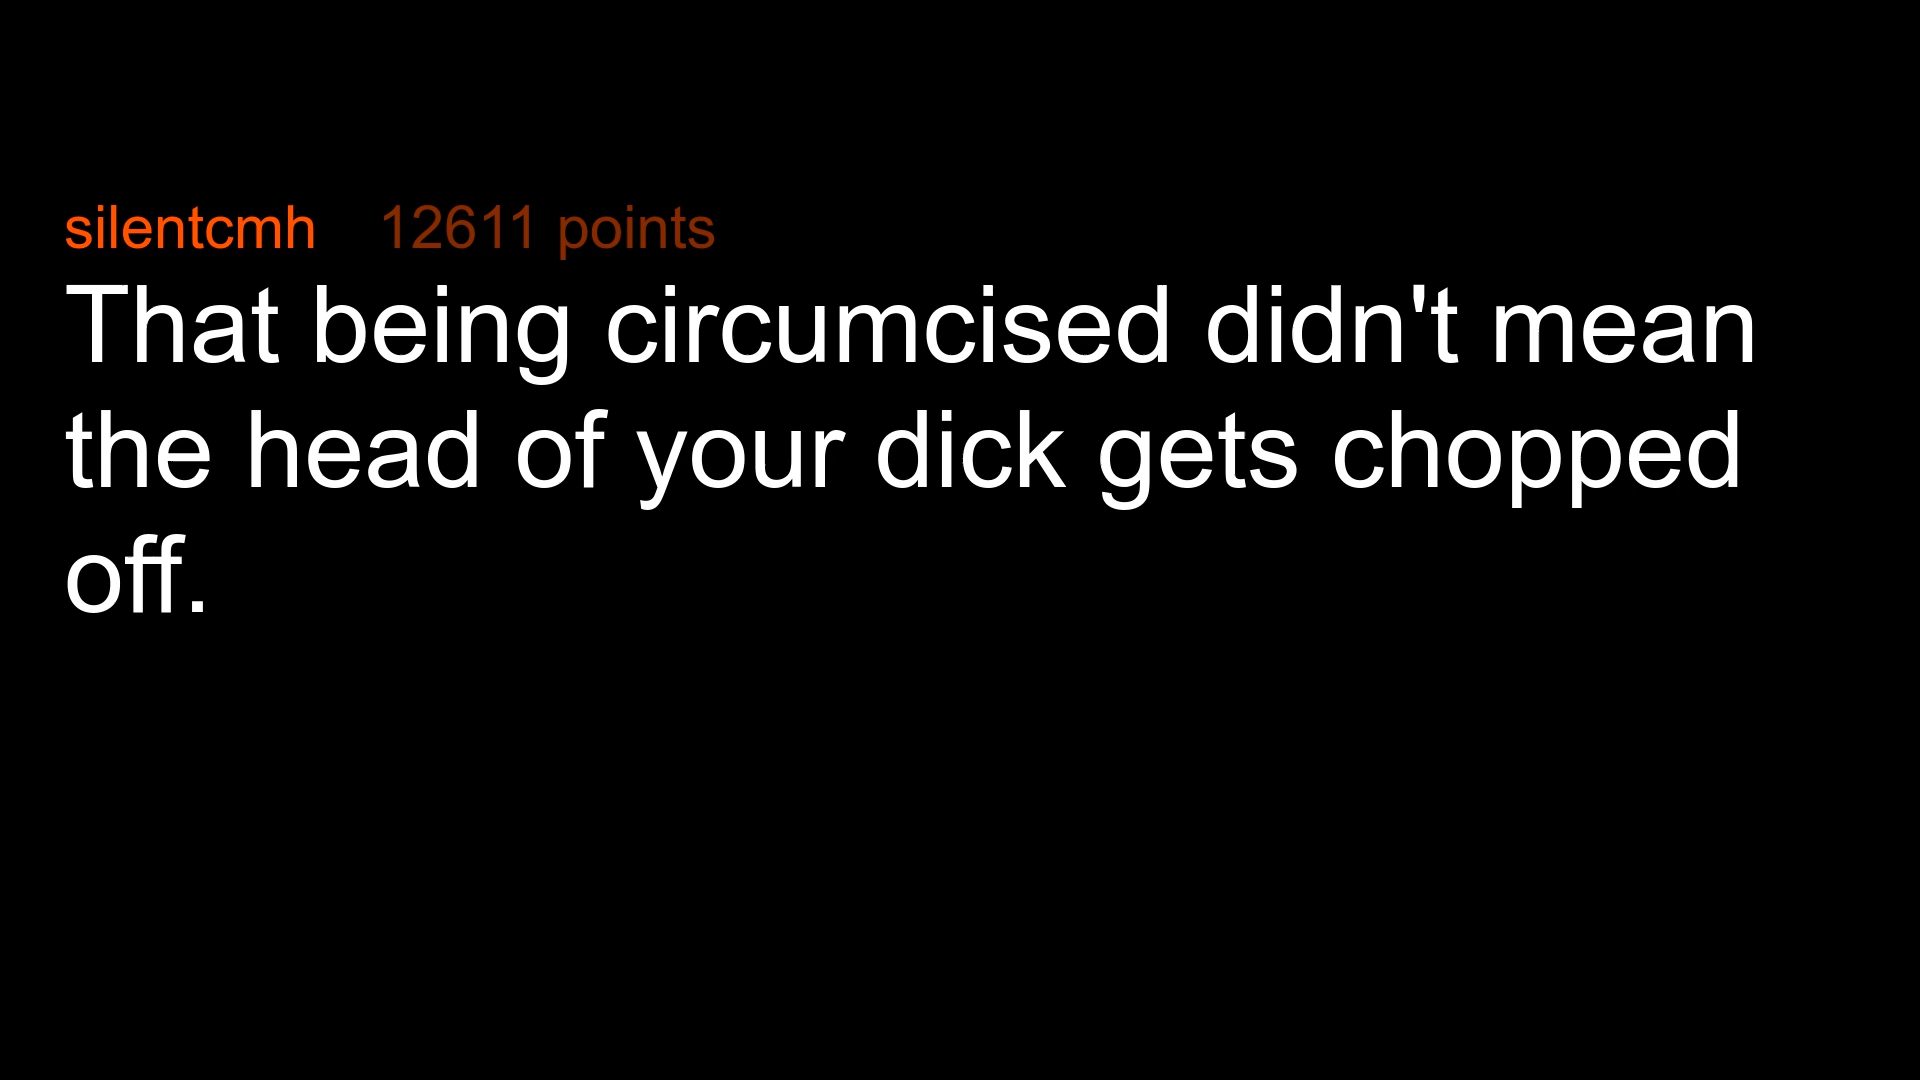 silentcmh 12611 points
That being circumcised didn't mean
the head of your dick gets chopped
off.